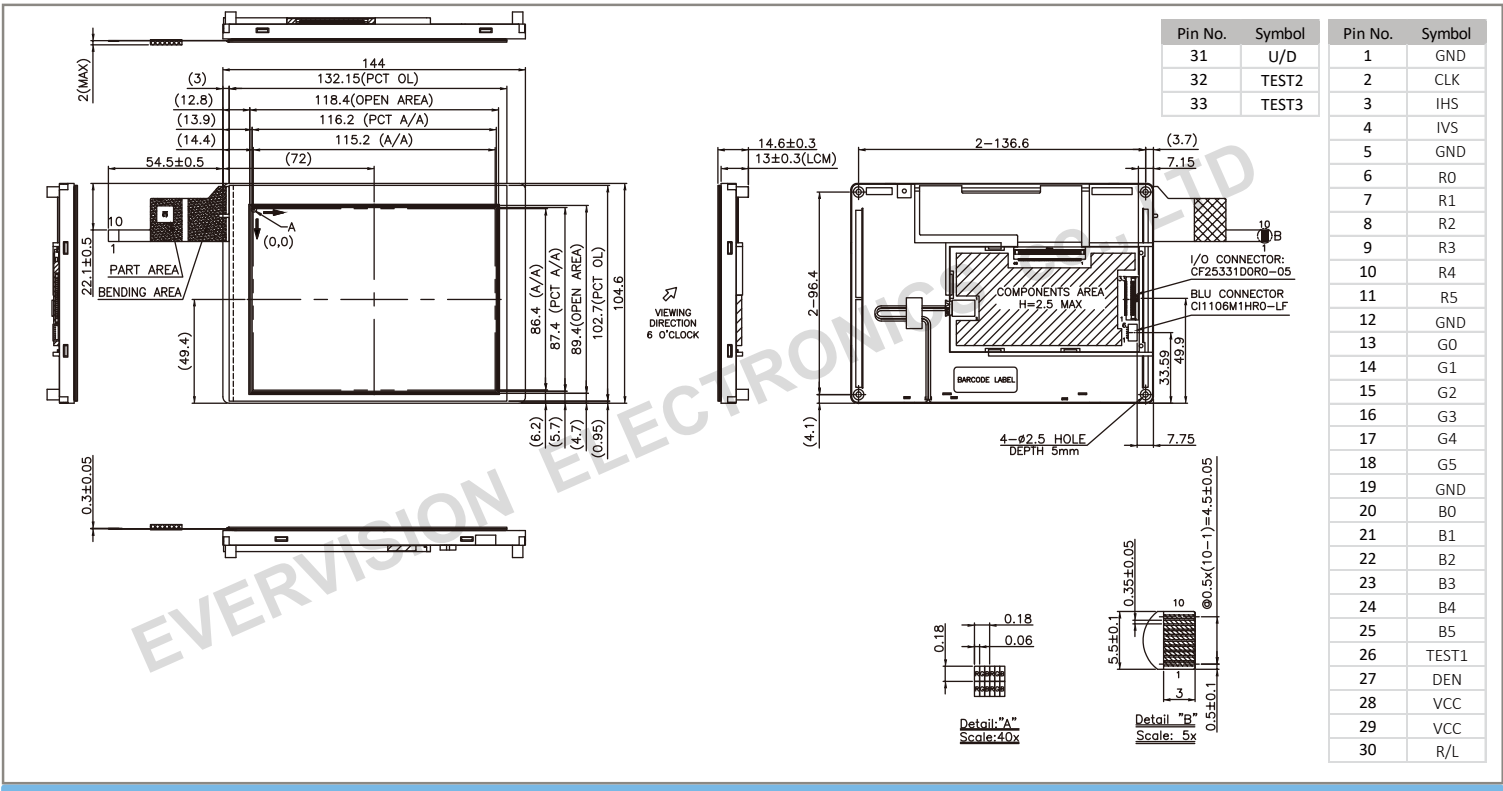 144
132.15(PCT OL)
(3)
118.4(OPEN AREA)
(12.8)
116.2 (PCT A/A)
(13.9)
115.2 (A/A)
(14.4)
2(MAX)
54.5±0.5
(72)
22.1±0.5
10
1
A
(0,0)
PART AREA
BENDING AREA
(49.4)
86.4 (A/A)
87.4 (PCT A/A)
89.4(OPEN AREA)
102.7(PCT OL)
104.6
(6.2)
(5.7)
(4.7)
(0.95)
0.3±0.05
VIEWING
DIRECTION
6 O'CLOCK
14.6±0.3
13±0.3(LCM)
2-136.6
(3.7)
7.15
2-96.4
(4.1)
10
B
1
I/O CONNECTOR:
CF25331D0R0-05
BLU CONNECTOR
CI1106M1HR0-LF
COMPONENTS AREA
H=2.5 MAX
33
1
6
1
BARCODE LABEL
33.59
49.9
4-ø2.5 HOLE
DEPTH 5mm
7.75
0.18
0.18
0.06
RGBRGB
RGBRGB
Detail:"A"
Scale:40x
0.35±0.05
@0.5x(10-1)=4.5±0.05
5.5±0.1
10
1
3
0.5±0.1
Detail "B"
Scale: 5x
EVERVISION ELECTRONICS CO., LTD
Pin No. Symbol
31 U/D
32 TEST2
33 TEST3
Pin No. Symbol
1 GND
2 CLK
3 IHS
4 IVS
5 GND
6 R0
7 R1
8 R2
9 R3
10 R4
11 R5
12 GND
13 G0
14 G1
15 G2
16 G3
17 G4
18 G5
19 GND
20 B0
21 B1
22 B2
23 B3
24 B4
25 B5
26 TEST1
27 DEN
28 VCC
29 VCC
30 R/L